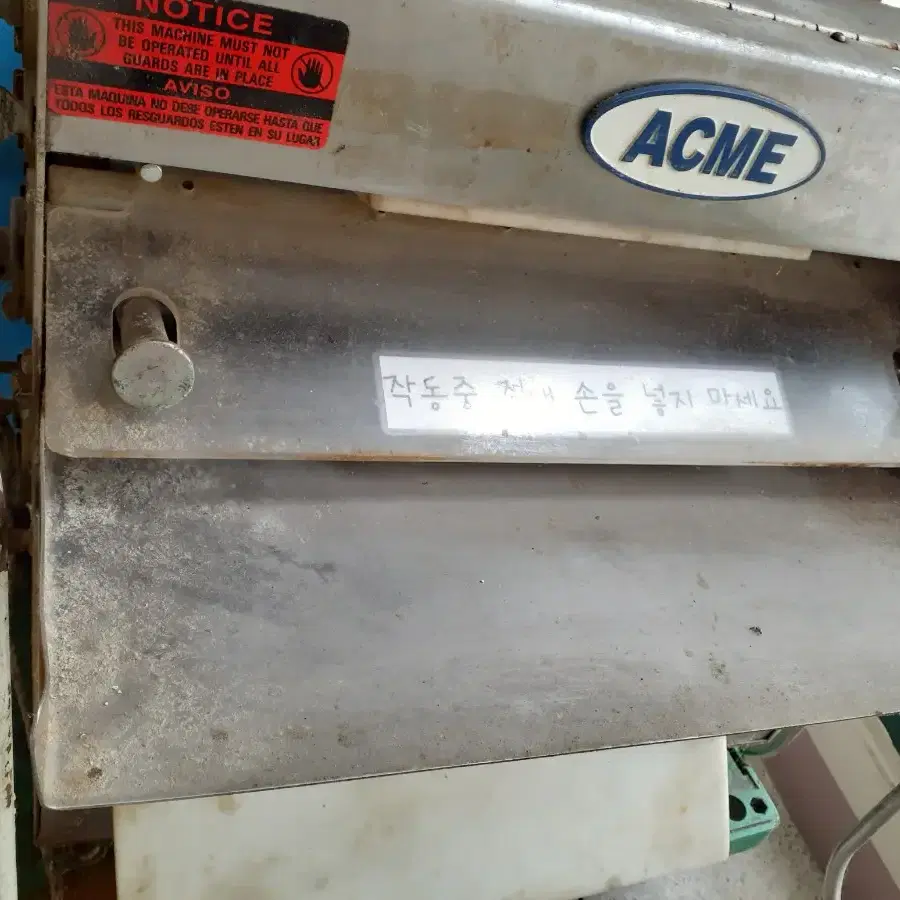 NOTICE
THIS MACHINE MUST NOT
BE OPERATED UNTIL ALL
GUARDS ARE IN PLACE
AVISO
ESTA MAQUINA NO DEBE OPERARSE HASTA QUE
TODOS LOS RESGUARDOS ESTEN EN SU LUGAR
ACME
작동중 손을 넣지 마세요